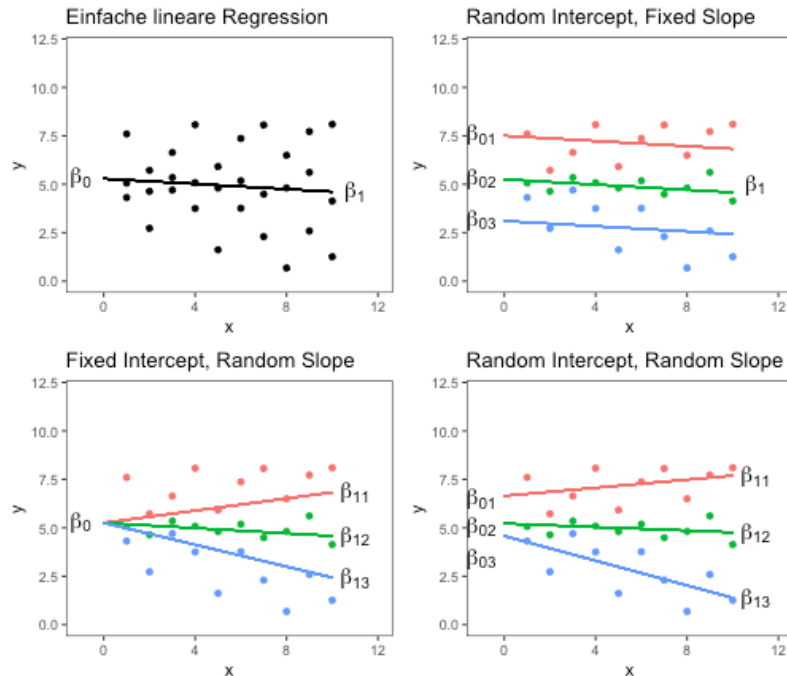 Einfache lineare Regression
12.5
10.0
7.5
5.0
2.5
0.0
y
β₀
β₁
0 4 8 12
x
Random Intercept, Fixed Slope
12.5
10.0
7.5
5.0
2.5
0.0
y
β₀₁
β₀₂
β₀₃
β₁
0 4 8 12
x
Fixed Intercept, Random Slope
12.5
10.0
7.5
5.0
2.5
0.0
y
β₀
β₁₁
β₁₂
β₁₃
0 4 8 12
x
Random Intercept, Random Slope
12.5
10.0
7.5
5.0
2.5
0.0
y
β₀₁
β₀₂
β₀₃
β₁₁
β₁₂
β₁₃
0 4 8 12
x